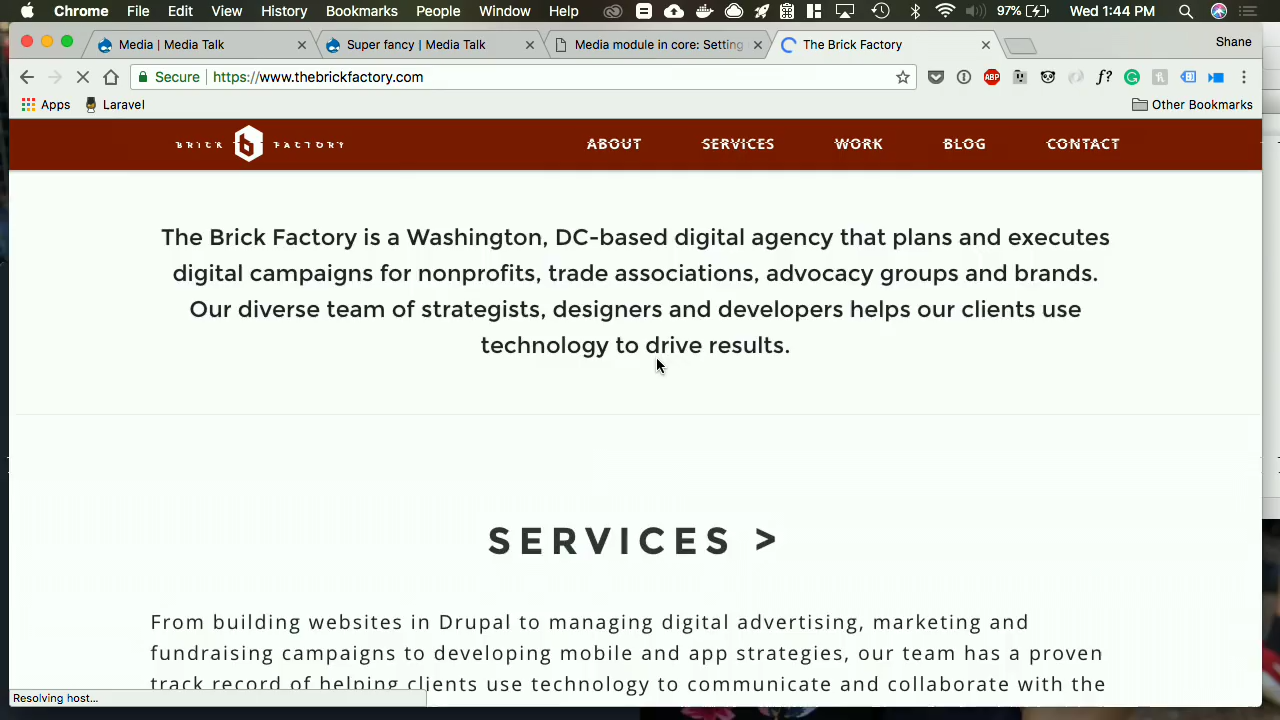 Chrome File Edit View History Bookmarks People Window Help 97% Wed 1:44 PM
Media | Media Talk Super fancy | Media Talk Media module in core: Setting The Brick Factory Shane
Secure https://www.thebrickfactory.com ABP f?
Apps Laravel Other Bookmarks
BRICK FACTORY ABOUT SERVICES WORK BLOG CONTACT
The Brick Factory is a Washington, DC-based digital agency that plans and executes
digital campaigns for nonprofits, trade associations, advocacy groups and brands.
Our diverse team of strategists, designers and developers helps our clients use
technology to drive results.
SERVICES >
From building websites in Drupal to managing digital advertising, marketing and
fundraising campaigns to developing mobile and app strategies, our team has a proven
track record of helping clients use technology to communicate and collaborate with the
Resolving host...